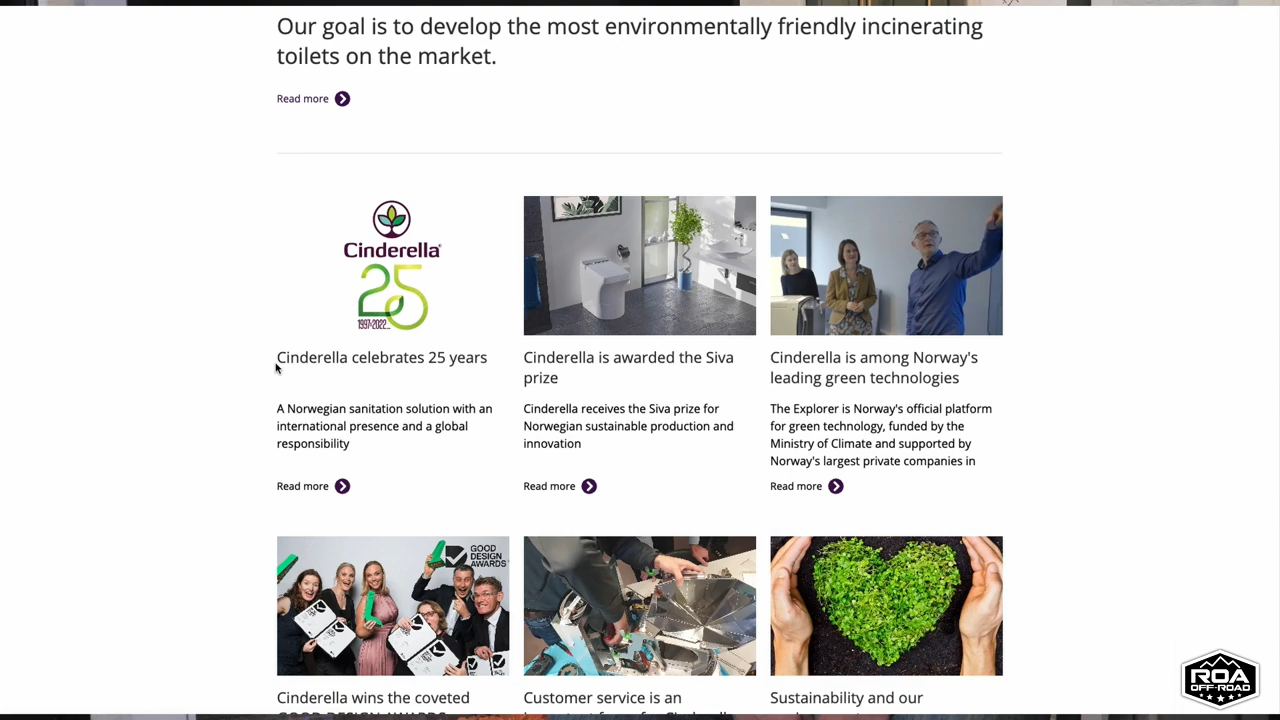 Our goal is to develop the most environmentally friendly incinerating
toilets on the market.
Read more
Cinderella
25
1997-2022
Cinderella celebrates 25 years
Cinderella is awarded the Siva
prize
Cinderella is among Norway's
leading green technologies
A Norwegian sanitation solution with an
international presence and a global
responsibility
Cinderella receives the Siva prize for
Norwegian sustainable production and
innovation
The Explorer is Norway's official platform
for green technology, funded by the
Ministry of Climate and supported by
Norway's largest private companies in
Read more
Read more
Read more
GOOD
DESIGN
AWARDS
Cinderella wins the coveted
Customer service is an
Sustainability and our
ROA
OFF-ROAD